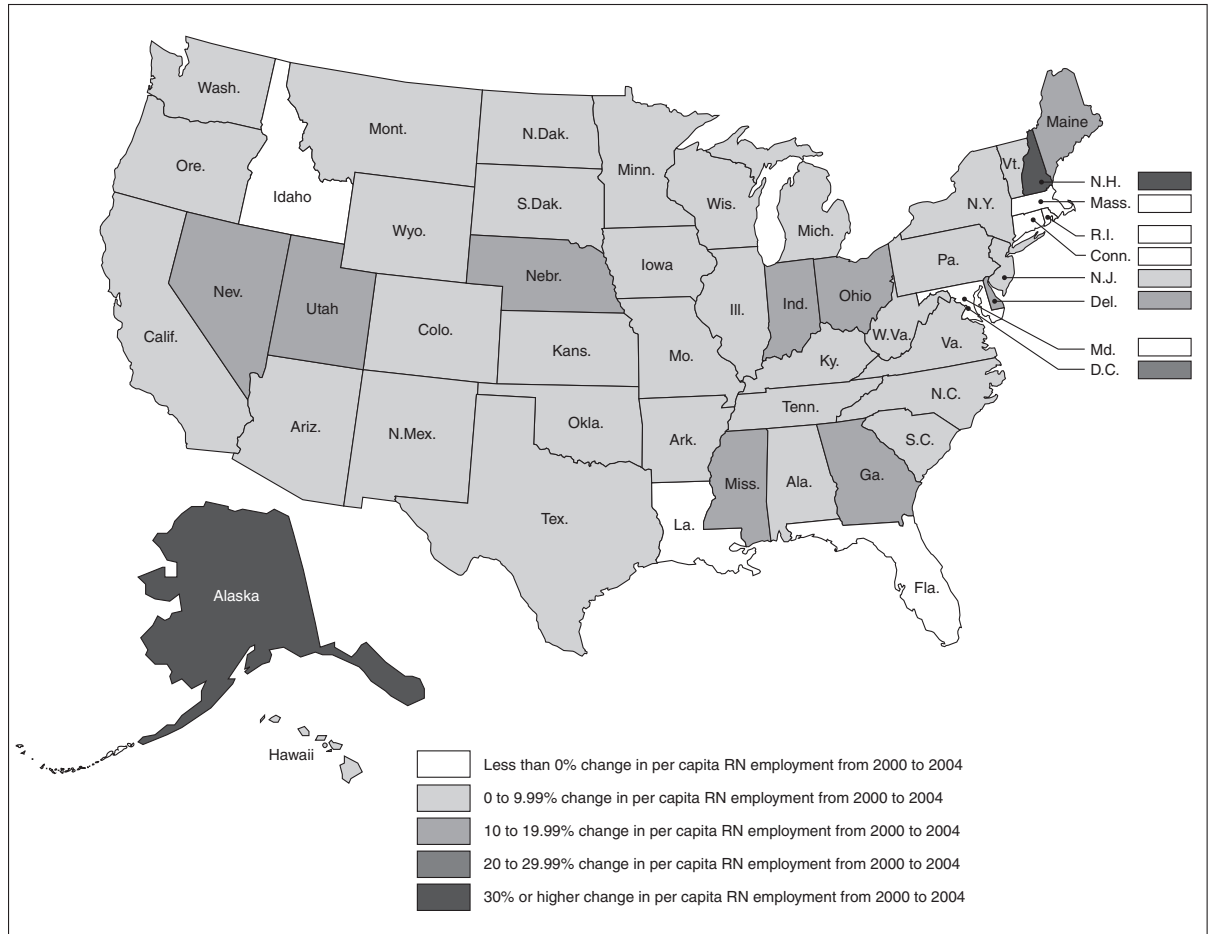 Wash.
Mont.
N.Dak.
Minn.
Maine
Vt.
Ore.
Idaho
S.Dak.
Wis.
Mich.
N.Y.
N.H.
Mass.
R.I.
Conn.
N.J.
Del.
Md.
D.C.
Wyo.
Nebr.
Iowa
Pa.
Nev.
Utah
Colo.
Kans.
Mo.
Ill.
Ind.
Ohio
W.Va.
Va.
Calif.
Ky.
Ariz.
N.Mex.
Okla.
Ark.
Tenn.
N.C.
S.C.
Tex.
La.
Miss.
Ala.
Ga.
Fla.
Alaska
Hawaii
Less than 0% change in per capita RN employment from 2000 to 2004
0 to 9.99% change in per capita RN employment from 2000 to 2004
10 to 19.99% change in per capita RN employment from 2000 to 2004
20 to 29.99% change in per capita RN employment from 2000 to 2004
30% or higher change in per capita RN employment from 2000 to 2004